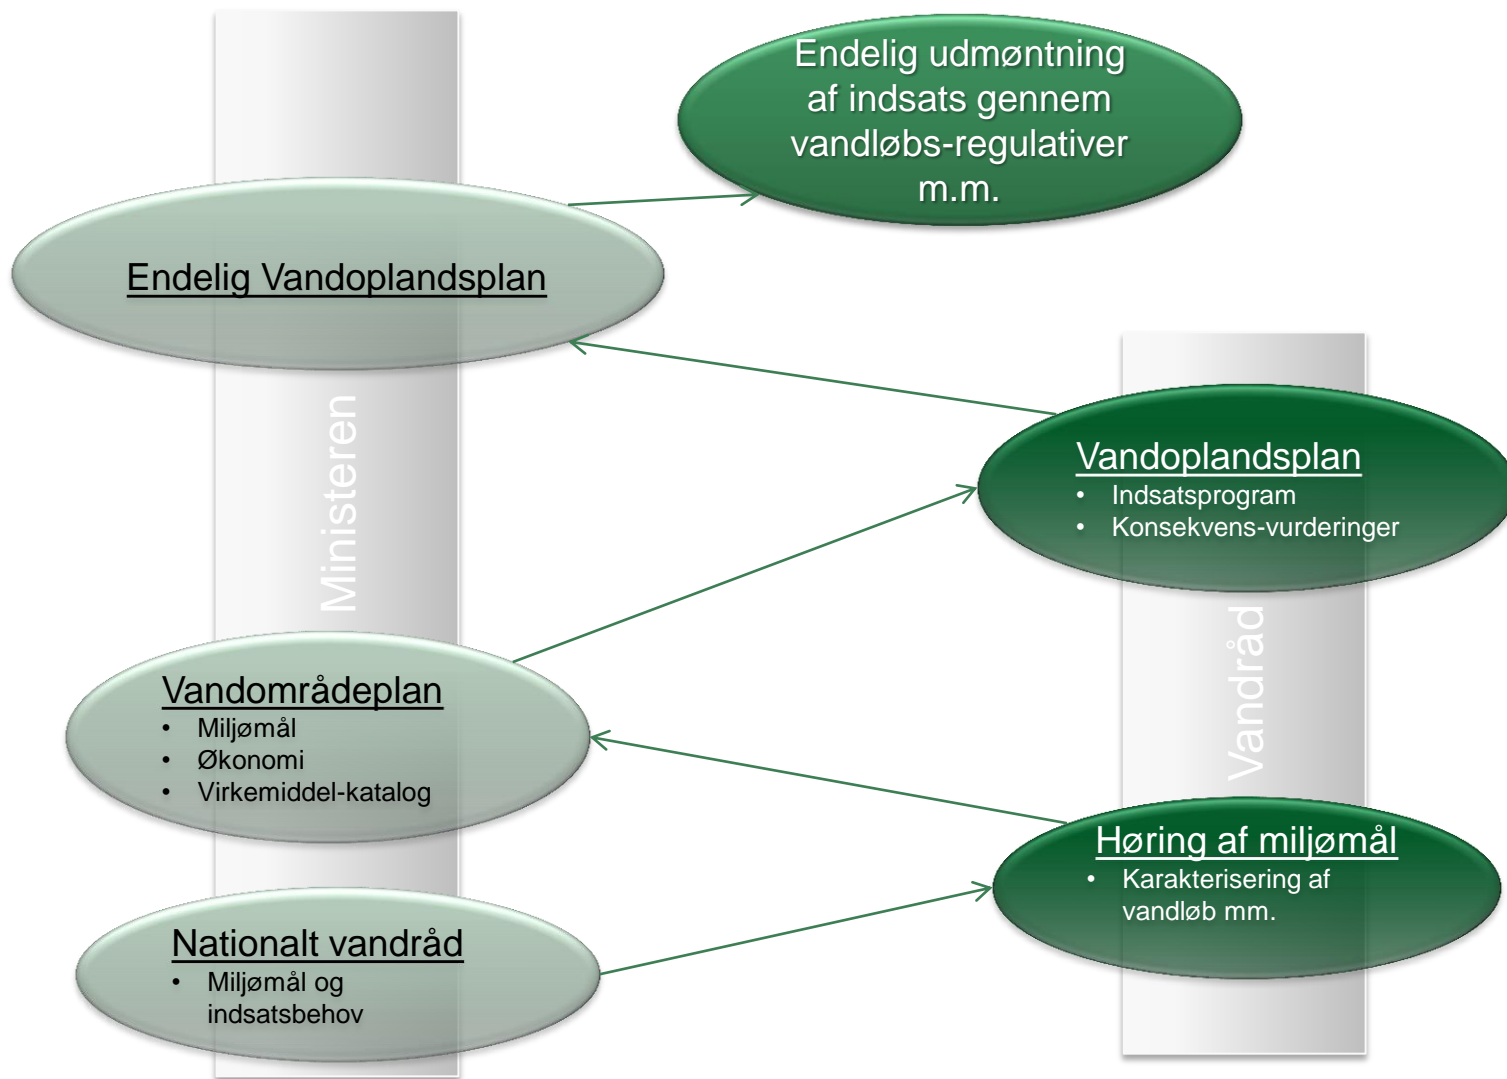 Endelig udmøntning
af indsats gennem
vandløbs-regulativer
m.m.
Endelig Vandoplandsplan
Ministeren
Vandoplandsplan
• Indsatsprogram
• Konsekvens-vurderinger
Vandråd
Vandområdeplan
• Miljømål
• Økonomi
• Virkemiddel-katalog
Høring af miljømål
• Karakterisering af
vandløb mm.
Nationalt vandråd
• Miljømål og
indsatsbehov